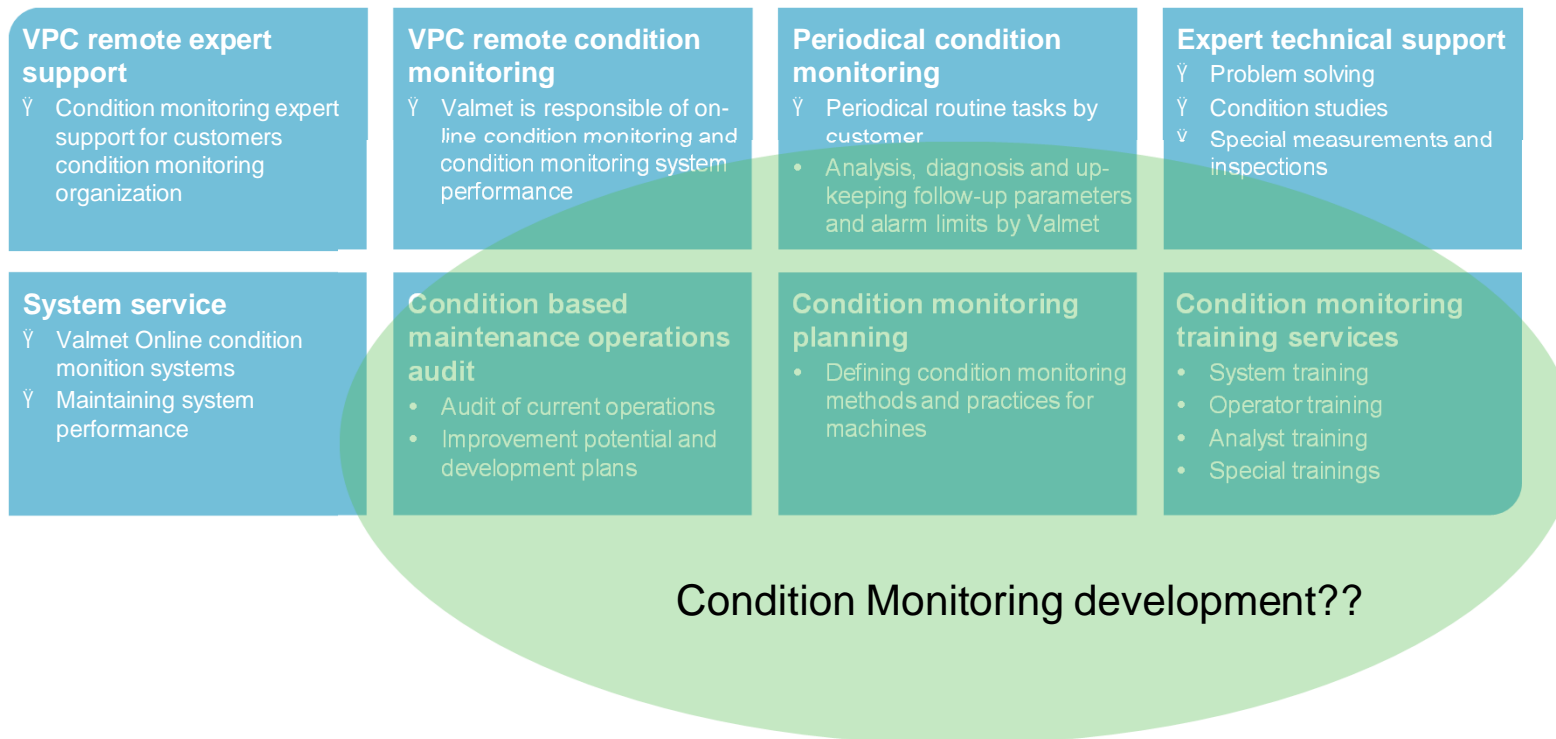 VPC remote expert
support
Ÿ Condition monitoring expert
support for customers
condition monitoring
organization
VPC remote condition
monitoring
Ÿ Valmet is responsible of on-
line condition monitoring and
condition monitoring system
performance
Periodical condition
monitoring
Ÿ Periodical routine tasks by
customer
• Analysis, diagnosis and up-
keeping follow-up parameters
and alarm limits by Valmet
Expert technical support
Ÿ Problem solving
Ÿ Condition studies
Ÿ Special measurements and
inspections
System service
Ÿ Valmet Online condition
monition systems
Ÿ Maintaining system
performance
Condition based
maintenance operations
audit
• Audit of current operations
• Improvement potential and
development plans
Condition monitoring
planning
• Defining condition monitoring
methods and practices for
machines
Condition monitoring
training services
• System training
• Operator training
• Analyst training
• Special trainings
Condition Monitoring development??